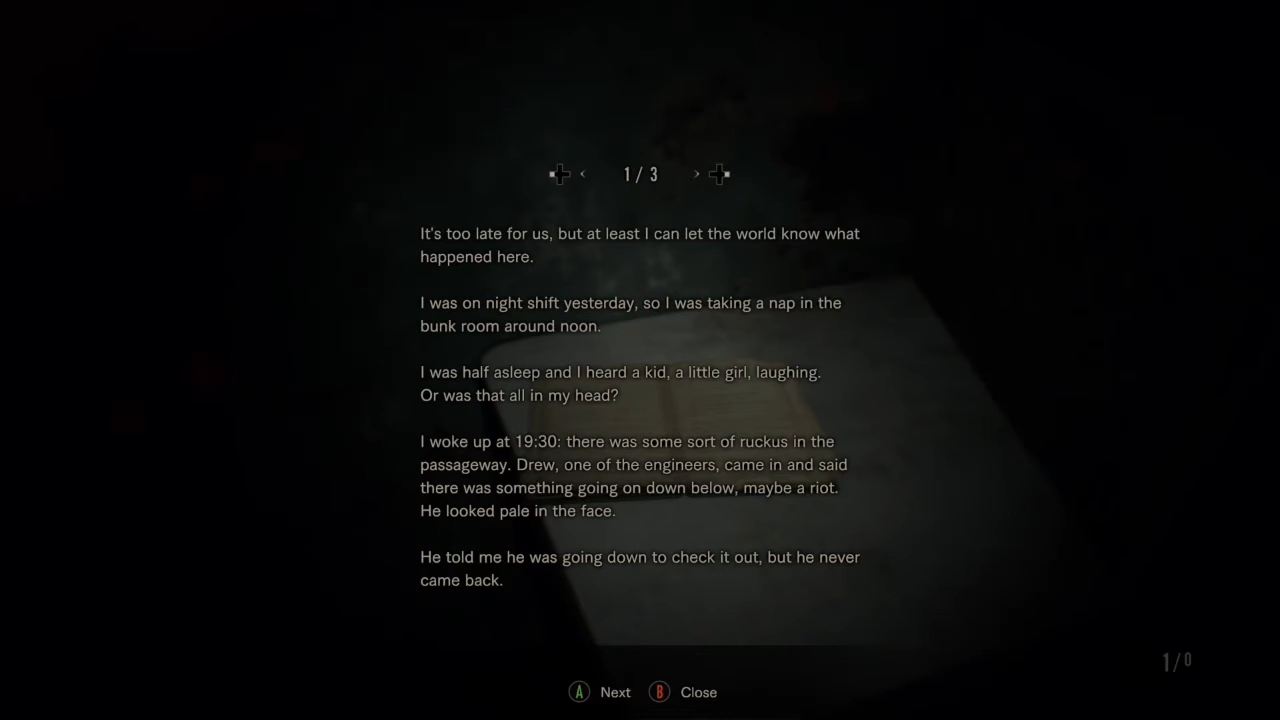 1 / 3
It's too late for us, but at least I can let the world know what
happened here.
I was on night shift yesterday, so I was taking a nap in the
bunk room around noon.
I was half asleep and I heard a kid, a little girl, laughing.
Or was that all in my head?
I woke up at 19:30: there was some sort of ruckus in the
passageway. Drew, one of the engineers, came in and said
there was something going on down below, maybe a riot.
He looked pale in the face.
He told me he was going down to check it out, but he never
came back.
1/0
A Next B Close